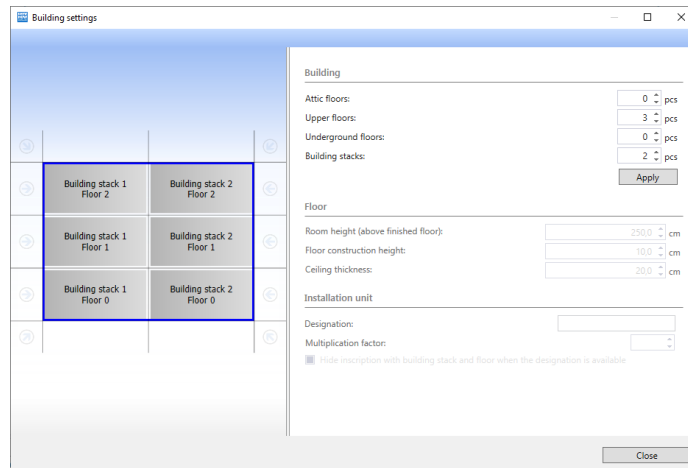 Building settings
Building
Attic floors: 0 pcs
Upper floors: 3 pcs
Underground floors: 0 pcs
Building stacks: 2 pcs
Apply
Building stack 1
Floor 2
Building stack 2
Floor 2
Building stack 1
Floor 1
Building stack 2
Floor 1
Building stack 1
Floor 0
Building stack 2
Floor 0
Floor
Room height (above finished floor): 250,0 cm
Floor construction height: 10,0 cm
Ceiling thickness: 20,0 cm
Installation unit
Designation:
Multiplication factor:
Hide inscription with building stack and floor when the designation is available
Close